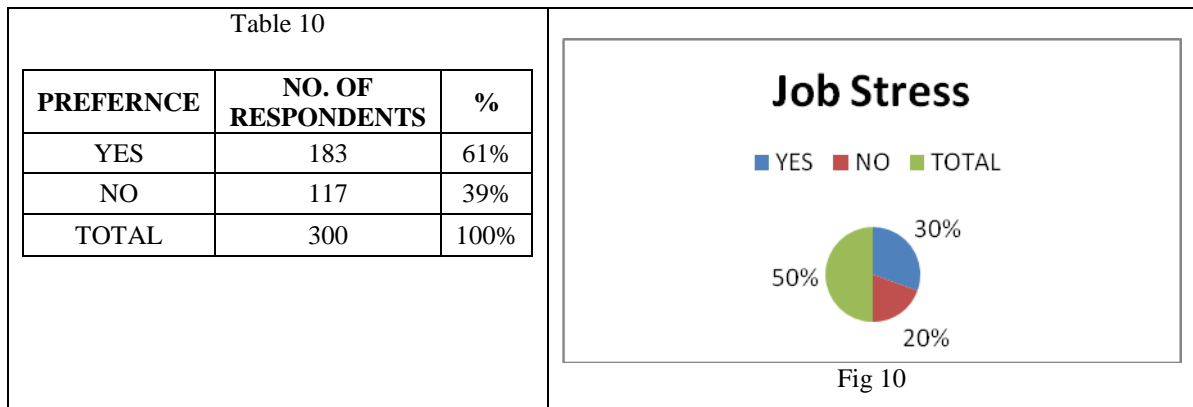 Table 10
PREFERNCE NO. OF RESPONDENTS %
YES 183 61%
NO 117 39%
TOTAL 300 100%
Job Stress
YES NO TOTAL
30%
50%
20%
Fig 10